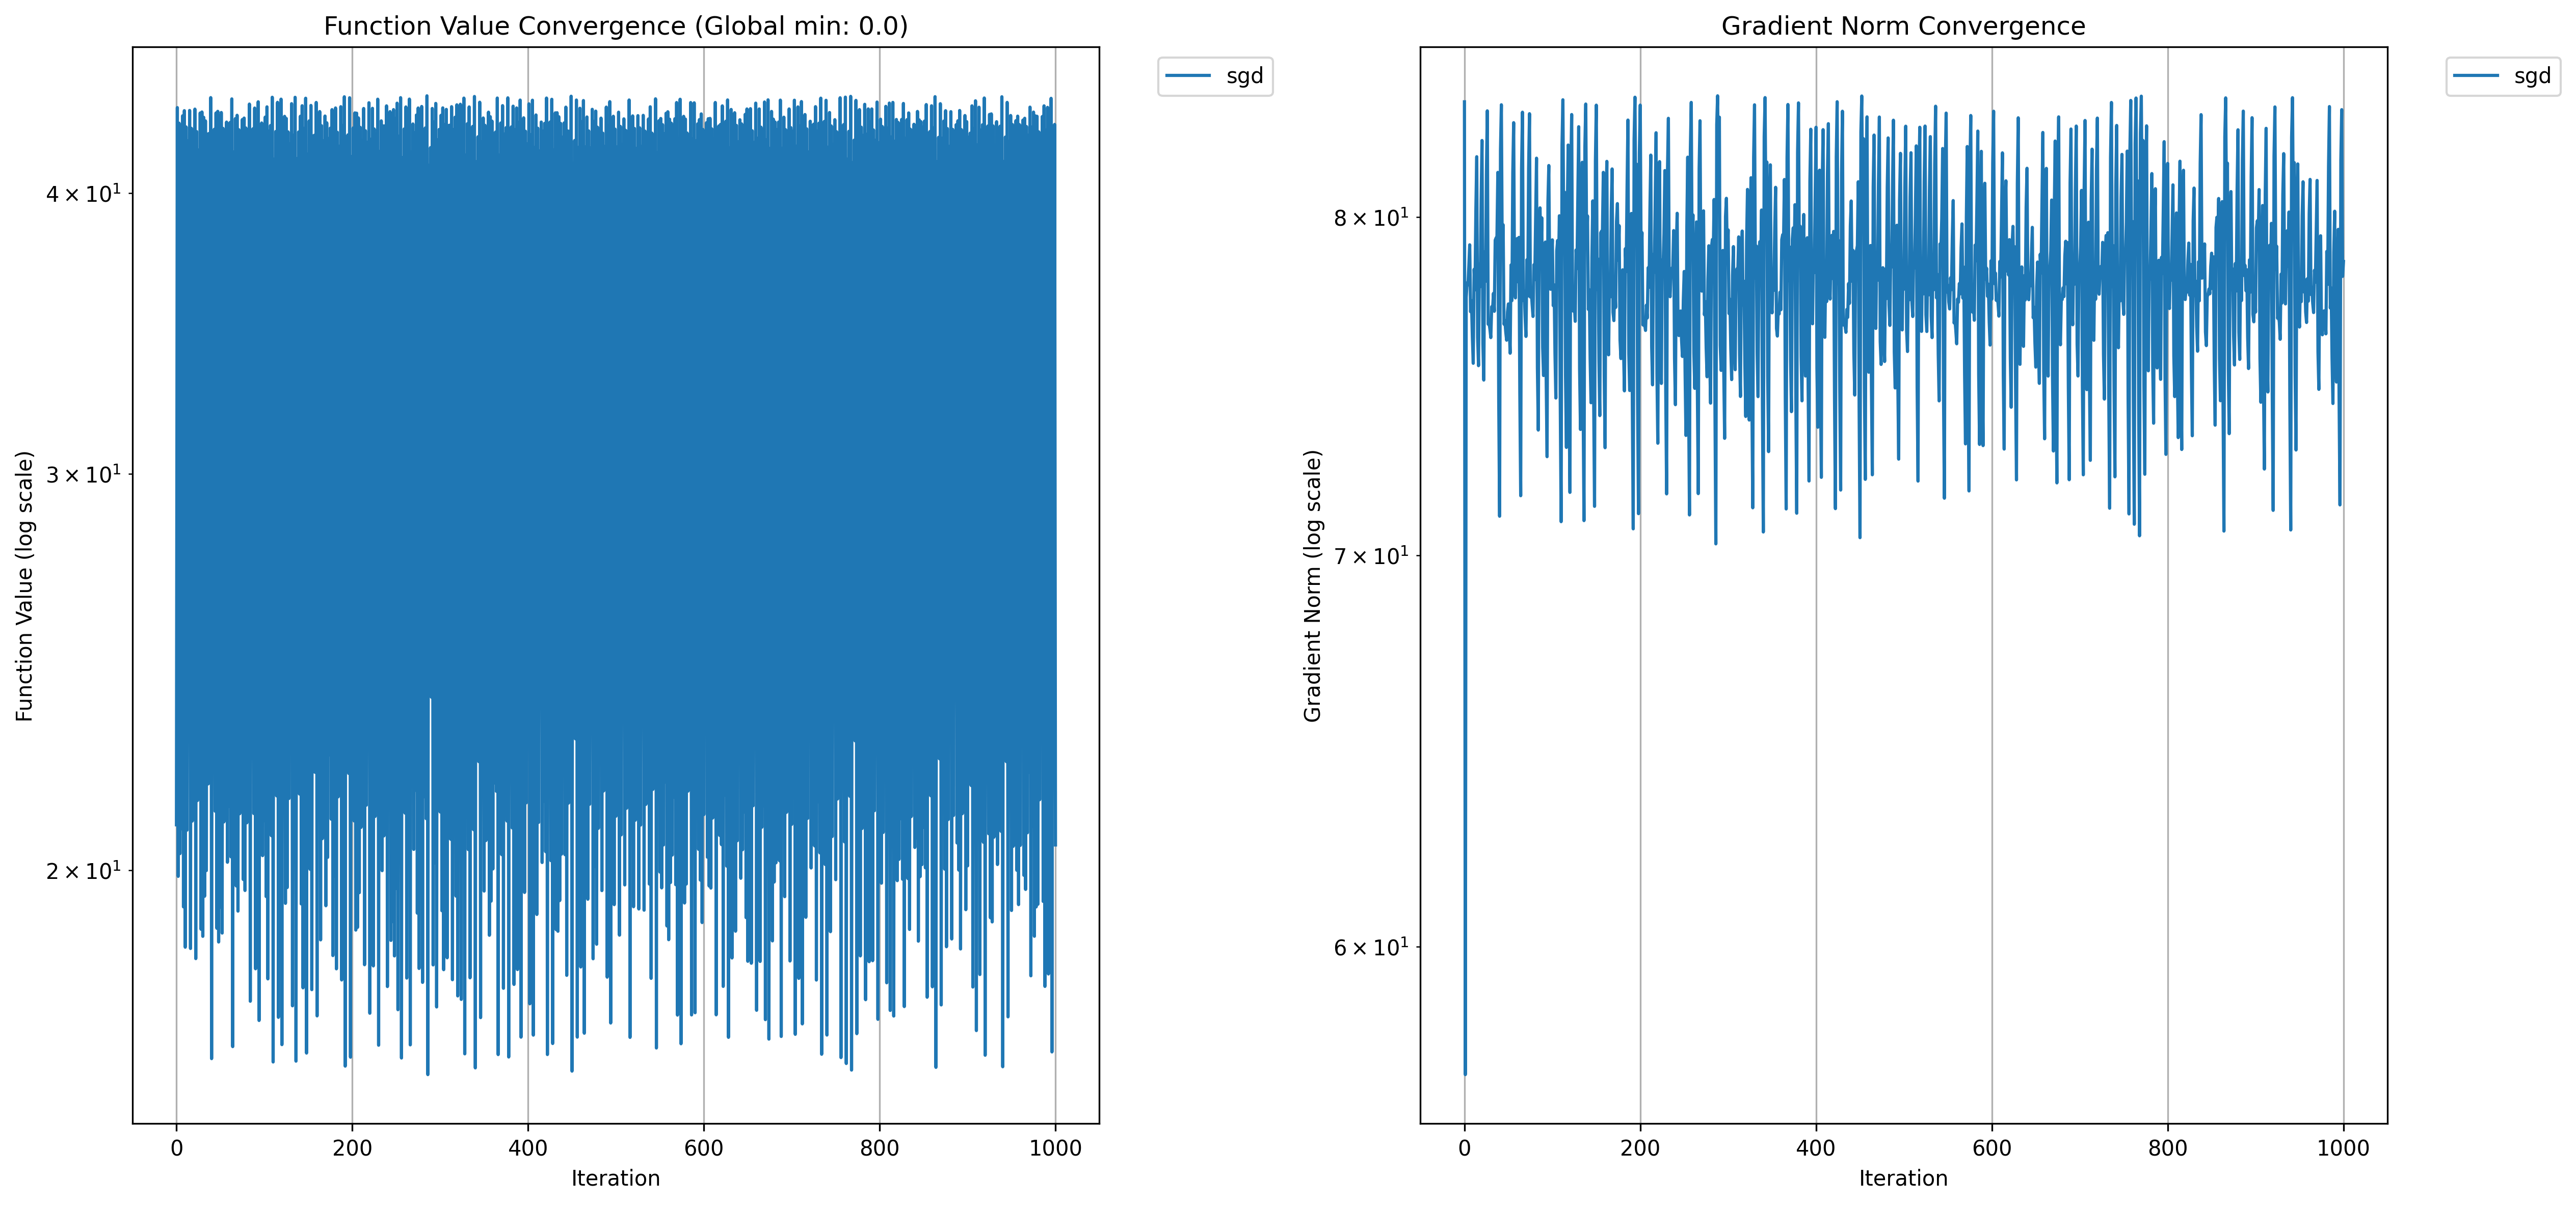 Function Value Convergence (Global min: 0.0)
sgd
4 × 10¹
3 × 10¹
2 × 10¹
Function Value (log scale)
0 200 400 600 800 1000
Iteration
Gradient Norm Convergence
sgd
8 × 10¹
7 × 10¹
6 × 10¹
Gradient Norm (log scale)
0 200 400 600 800 1000
Iteration